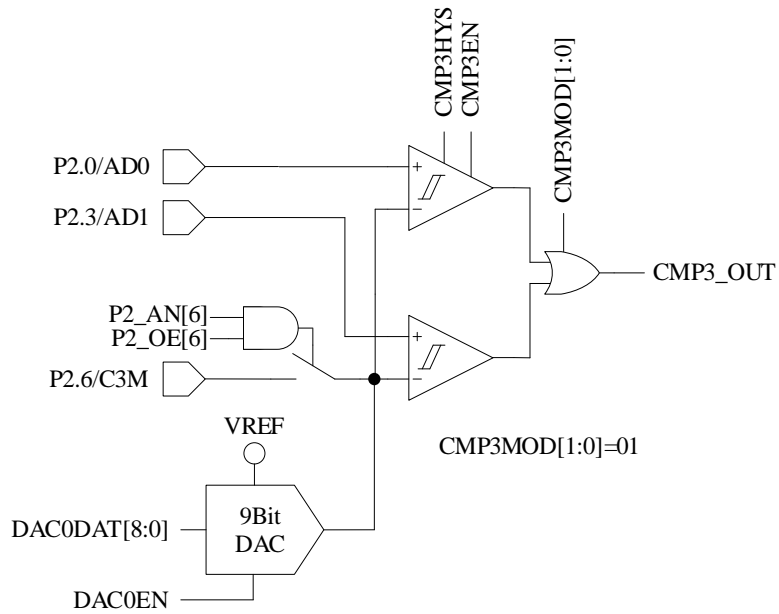 CMP3HYS
CMP3EN
CMP3MOD[1:0]
P2.0/AD0
+
−
P2.3/AD1
CMP3_OUT
P2_AN[6]
P2_OE[6]
+
−
P2.6/C3M
VREF
CMP3MOD[1:0]=01
DAC0DAT[8:0]
9Bit
DAC
DAC0EN